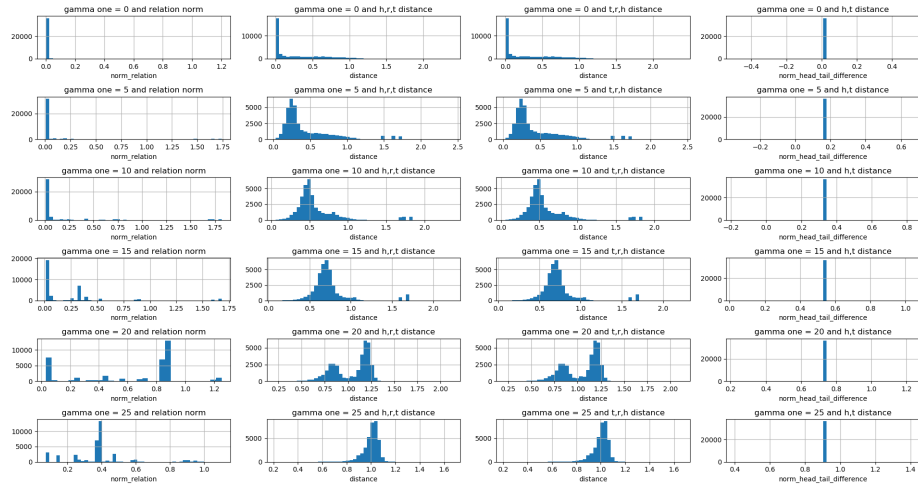 gamma one = 0 and relation norm
gamma one = 0 and h,r,t distance
gamma one = 0 and t,r,h distance
gamma one = 0 and h,t distance
20000
0
10000
0
10000
0
20000
0
0.0 0.2 0.4 0.6 0.8 1.0 1.2
0.0 0.5 1.0 1.5 2.0
0.0 0.5 1.0 1.5 2.0
−0.4 −0.2 0.0 0.2 0.4
norm_relation
distance
distance
norm_head_tail_difference
gamma one = 5 and relation norm
gamma one = 5 and h,r,t distance
gamma one = 5 and t,r,h distance
gamma one = 5 and h,t distance
20000
0
5000
2500
0
5000
2500
0
20000
0
0.00 0.25 0.50 0.75 1.00 1.25 1.50 1.75
0.0 0.5 1.0 1.5 2.0 2.5
0.0 0.5 1.0 1.5 2.0 2.5
−0.2 0.0 0.2 0.4 0.6
norm_relation
distance
distance
norm_head_tail_difference
gamma one = 10 and relation norm
gamma one = 10 and h,r,t distance
gamma one = 10 and t,r,h distance
gamma one = 10 and h,t distance
20000
0
5000
2500
0
5000
2500
0
20000
0
0.00 0.25 0.50 0.75 1.00 1.25 1.50 1.75
0.0 0.5 1.0 1.5 2.0
0.0 0.5 1.0 1.5 2.0
−0.2 0.0 0.2 0.4 0.6 0.8
norm_relation
distance
distance
norm_head_tail_difference
gamma one = 15 and relation norm
gamma one = 15 and h,r,t distance
gamma one = 15 and t,r,h distance
gamma one = 15 and h,t distance
20000
10000
0
5000
2500
0
5000
2500
0
20000
0
0.00 0.25 0.50 0.75 1.00 1.25 1.50 1.75
0.0 0.5 1.0 1.5 2.0
0.0 0.5 1.0 1.5 2.0
0.0 0.2 0.4 0.6 0.8 1.0
norm_relation
distance
distance
norm_head_tail_difference
gamma one = 20 and relation norm
gamma one = 20 and h,r,t distance
gamma one = 20 and t,r,h distance
gamma one = 20 and h,t distance
10000
5000
0
5000
2500
0
5000
2500
0
20000
0
0.0 0.2 0.4 0.6 0.8 1.0 1.2
0.25 0.50 0.75 1.00 1.25 1.50 1.75 2.00
0.25 0.50 0.75 1.00 1.25 1.50 1.75 2.00
0.4 0.6 0.8 1.0 1.2
norm_relation
distance
distance
norm_head_tail_difference
gamma one = 25 and relation norm
gamma one = 25 and h,r,t distance
gamma one = 25 and t,r,h distance
gamma one = 25 and h,t distance
10000
5000
0
5000
0
5000
0
20000
0
0.2 0.4 0.6 0.8 1.0
0.2 0.4 0.6 0.8 1.0 1.2 1.4 1.6
0.2 0.4 0.6 0.8 1.0 1.2 1.4 1.6
0.4 0.6 0.8 1.0 1.2 1.4
norm_relation
distance
distance
norm_head_tail_difference